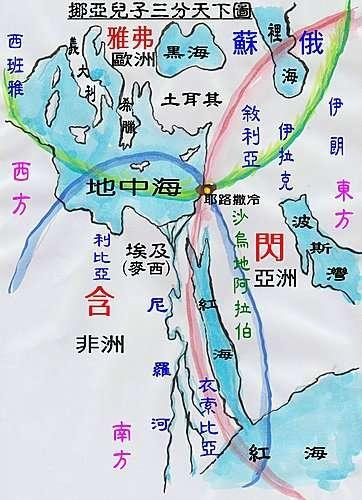 挪亞兒子三分天下圖
西班雅
義大利
雅弗
歐洲
黑海
蘇俄
裡海
希臘
土耳其
敘利亞
伊拉克
伊朗
西方
東方
地中海
耶路撒冷
利比亞
埃及
(麥西)
沙烏地阿拉伯
閃
亞洲
波斯灣
含
非洲
尼羅河
紅海
衣索比亞
南方
紅海